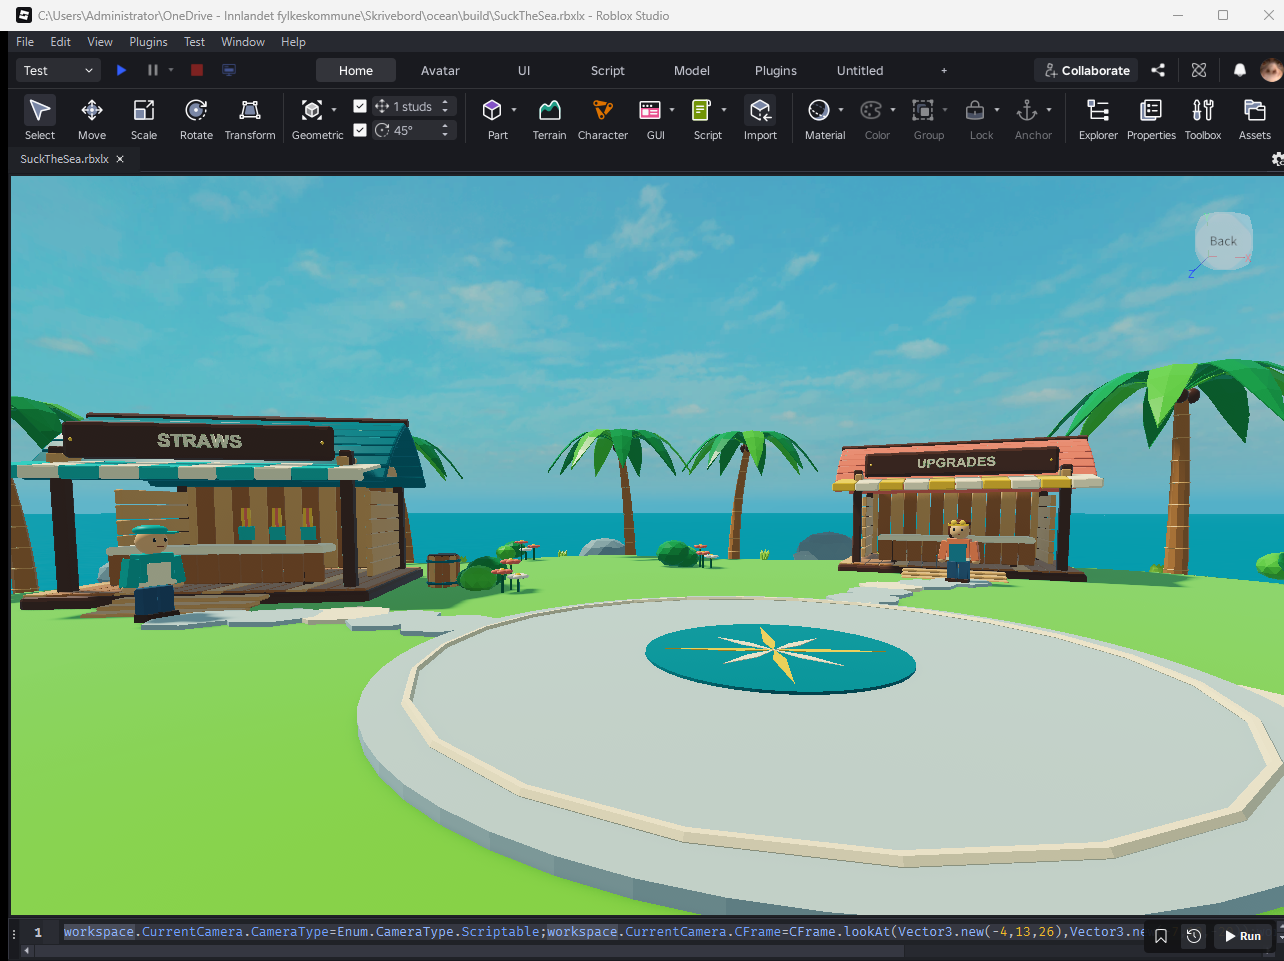 C:\Users\Administrator\OneDrive - Innlandet fylkeskommune\Skrivebord\ocean\build\SuckTheSea.rbxlx - Roblox Studio
File Edit View Plugins Test Window Help
Test Home Avatar UI Script Model Plugins Untitled + Collaborate
1 studs
45°
Select Move Scale Rotate Transform Geometric Part Terrain Character GUI Script Import Material Color Group Lock Anchor Explorer Properties Toolbox Assets
SuckTheSea.rbxlx
Back
Z
STRAWS
UPGRADES
1 workspace.CurrentCamera.CameraType=Enum.CameraType.Scriptable;workspace.CurrentCamera.CFrame=CFrame.lookAt(Vector3.new(-4,13,26),Vector3.ne
Run